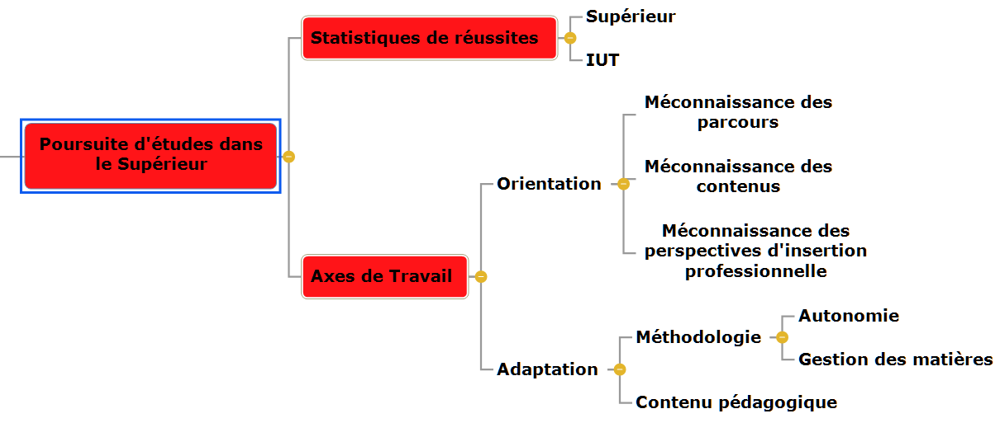 Supérieur
Statistiques de réussites
IUT
Méconnaissance des
parcours
Poursuite d'études dans
le Supérieur
Méconnaissance des
contenus
Orientation
Méconnaissance des
perspectives d'insertion
professionnelle
Axes de Travail
Autonomie
Méthodologie
Gestion des matières
Adaptation
Contenu pédagogique